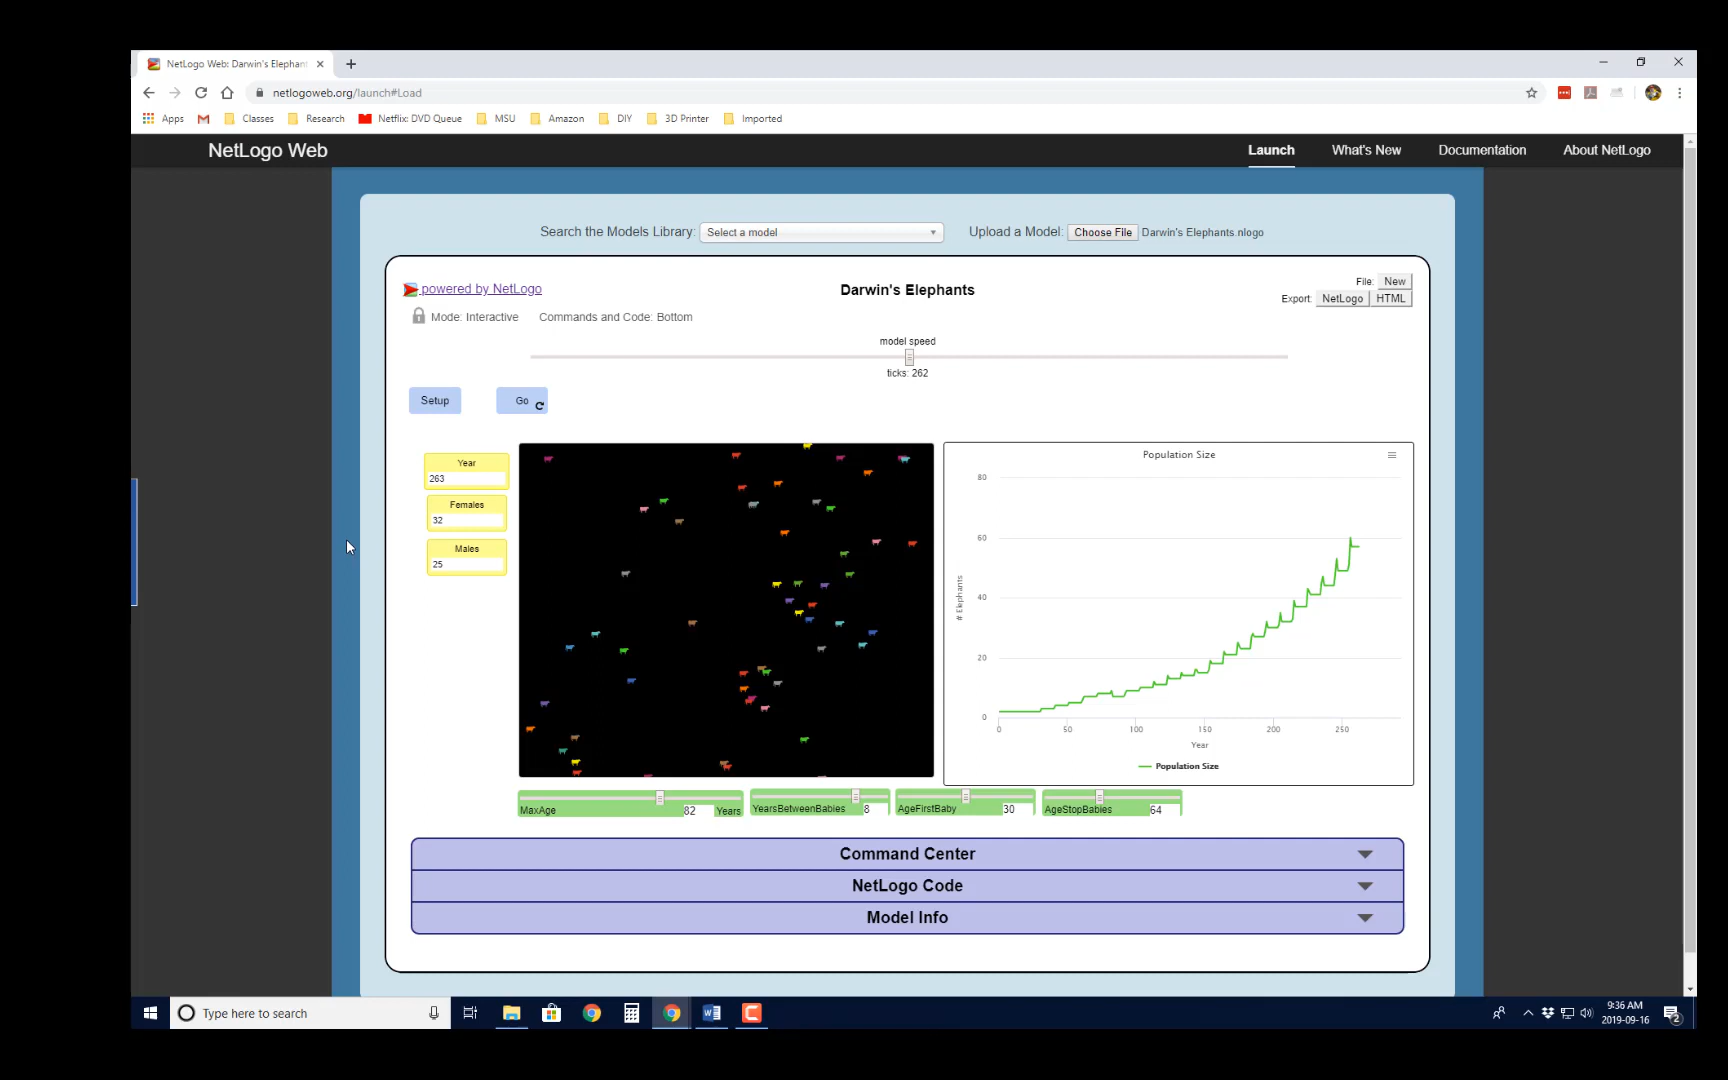 NetLogo Web: Darwin's Elephan
netlogoweb.org/launch#Load
Apps Classes Research Netflix: DVD Queue MSU Amazon DIY 3D Printer Imported
NetLogo Web Launch What's New Documentation About NetLogo
Search the Models Library: Select a model Upload a Model: Choose File Darwin's Elephants nlogo
powered by NetLogo Darwin's Elephants File: New
Export: NetLogo HTML
Mode: Interactive Commands and Code: Bottom
model speed
ticks: 262
Setup Go
Year
263
Females
32
Males
25
Population Size
80
60
40
20
0
# Elephants
0 50 100 150 200 250
Year
Population Size
MaxAge 82 Years YearsBetweenBabies 8 AgeFirstBaby 30 AgeStopBabies 64
Command Center
NetLogo Code
Model Info
Type here to search
9:36 AM
2019-09-16
2